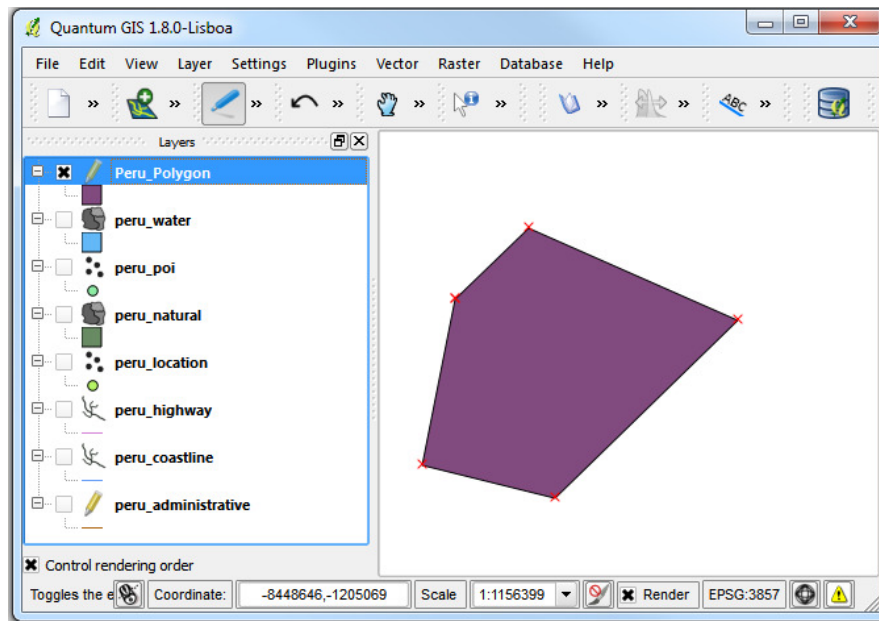 Quantum GIS 1.8.0-Lisboa
File Edit View Layer Settings Plugins Vector Raster Database Help
» » » » » » » » ABC »
Layers
Peru_Polygon
peru_water
peru_poi
peru_natural
peru_location
peru_highway
peru_coastline
peru_administrative
Control rendering order
Toggles the e Coordinate: -8448646,-1205069 Scale 1:1156399 Render EPSG:3857